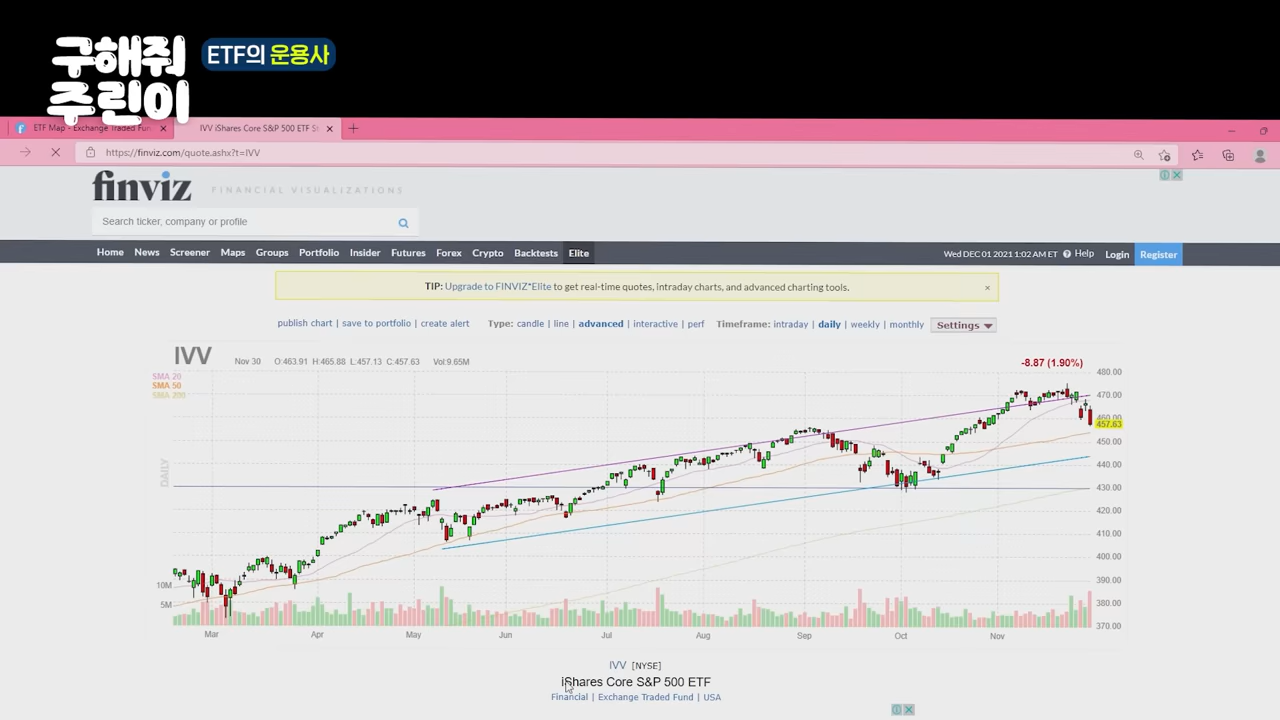 구해줘
주린이
ETF의 운용사
ETF Map - Exchange Traded Fun
IVV iShares Core S&P 500 ETF St
https://finviz.com/quote.ashx?t=IVV
finviz FINANCIAL VISUALIZATIONS
Search ticker, company or profile
Home News Screener Maps Groups Portfolio Insider Futures Forex Crypto Backtests Elite
Wed DEC 01 2021 1:02 AM ET Help Login Register
TIP: Upgrade to FINVIZ*Elite to get real-time quotes, intraday charts, and advanced charting tools. ×
publish chart | save to portfolio | create alert Type: candle | line | advanced | interactive | perf Timeframe: intraday | daily | weekly | monthly Settings
IVV Nov 30 O:463.91 H:465.88 L:457.13 C:457.63 Vol:9.65M -8.87 (1.90%)
SMA 20
SMA 50
SMA 200
DAILY
480.00
470.00
460.00
457.63
450.00
440.00
430.00
420.00
410.00
400.00
390.00
380.00
370.00
10M
5M
Mar Apr May Jun Jul Aug Sep Oct Nov
IVV [NYSE]
iShares Core S&P 500 ETF
Financial | Exchange Traded Fund | USA